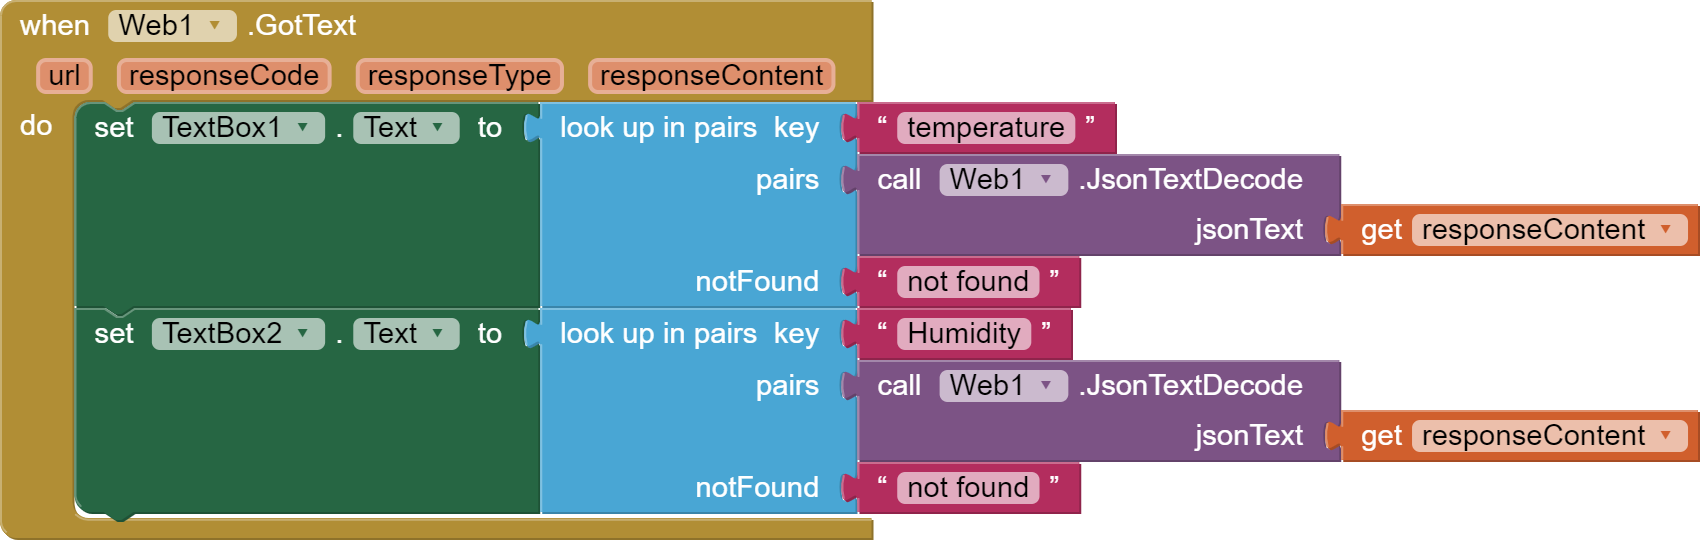 when Web1 .GotText
url responseCode responseType responseContent
do set TextBox1 . Text to look up in pairs key “ temperature ”
pairs call Web1 .JsonTextDecode
jsonText get responseContent
notFound “ not found ”
set TextBox2 . Text to look up in pairs key “ Humidity ”
pairs call Web1 .JsonTextDecode
jsonText get responseContent
notFound “ not found ”